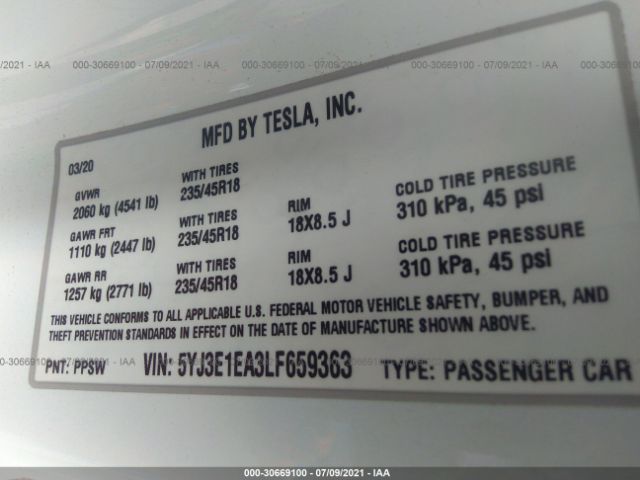 000-30669100 - 07/09/2021 - IAA
MFD BY TESLA, INC.
03/20
GVWR
2060 kg (4541 lb)
WITH TIRES
235/45R18
GAWR FRT
1110 kg (2447 lb)
WITH TIRES
235/45R18
RIM
18X8.5 J
COLD TIRE PRESSURE
310 kPa, 45 psi
GAWR RR
1257 kg (2771 lb)
WITH TIRES
235/45R18
RIM
18X8.5 J
COLD TIRE PRESSURE
310 kPa, 45 psi
THIS VEHICLE CONFORMS TO ALL APPLICABLE U.S. FEDERAL MOTOR VEHICLE SAFETY, BUMPER, AND
THEFT PREVENTION STANDARDS IN EFFECT ON THE DATE OF MANUFACTURE SHOWN ABOVE.
PNT: PPSW
VIN: 5YJ3E1EA3LF659363
TYPE: PASSENGER CAR
000-30669100 - 07/09/2021 - IAA